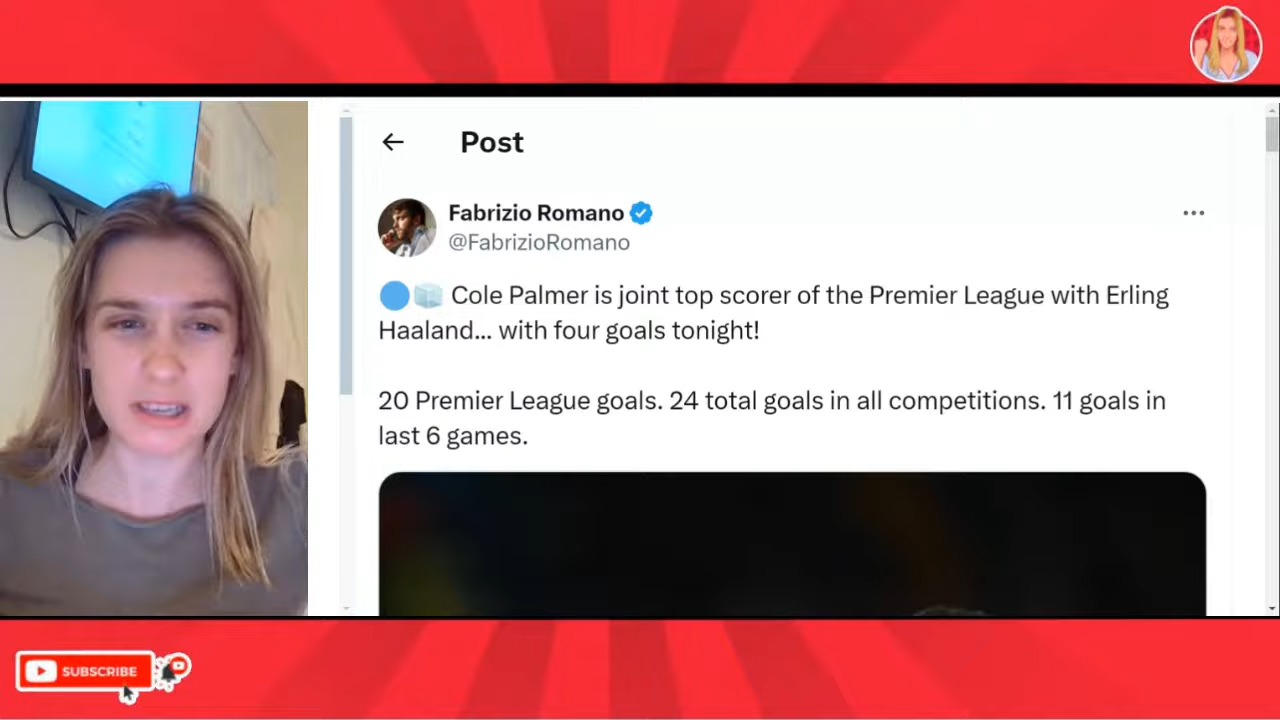 Post
Fabrizio Romano
@FabrizioRomano
Cole Palmer is joint top scorer of the Premier League with Erling
Haaland... with four goals tonight!
20 Premier League goals. 24 total goals in all competitions. 11 goals in
last 6 games.
SUBSCRIBE